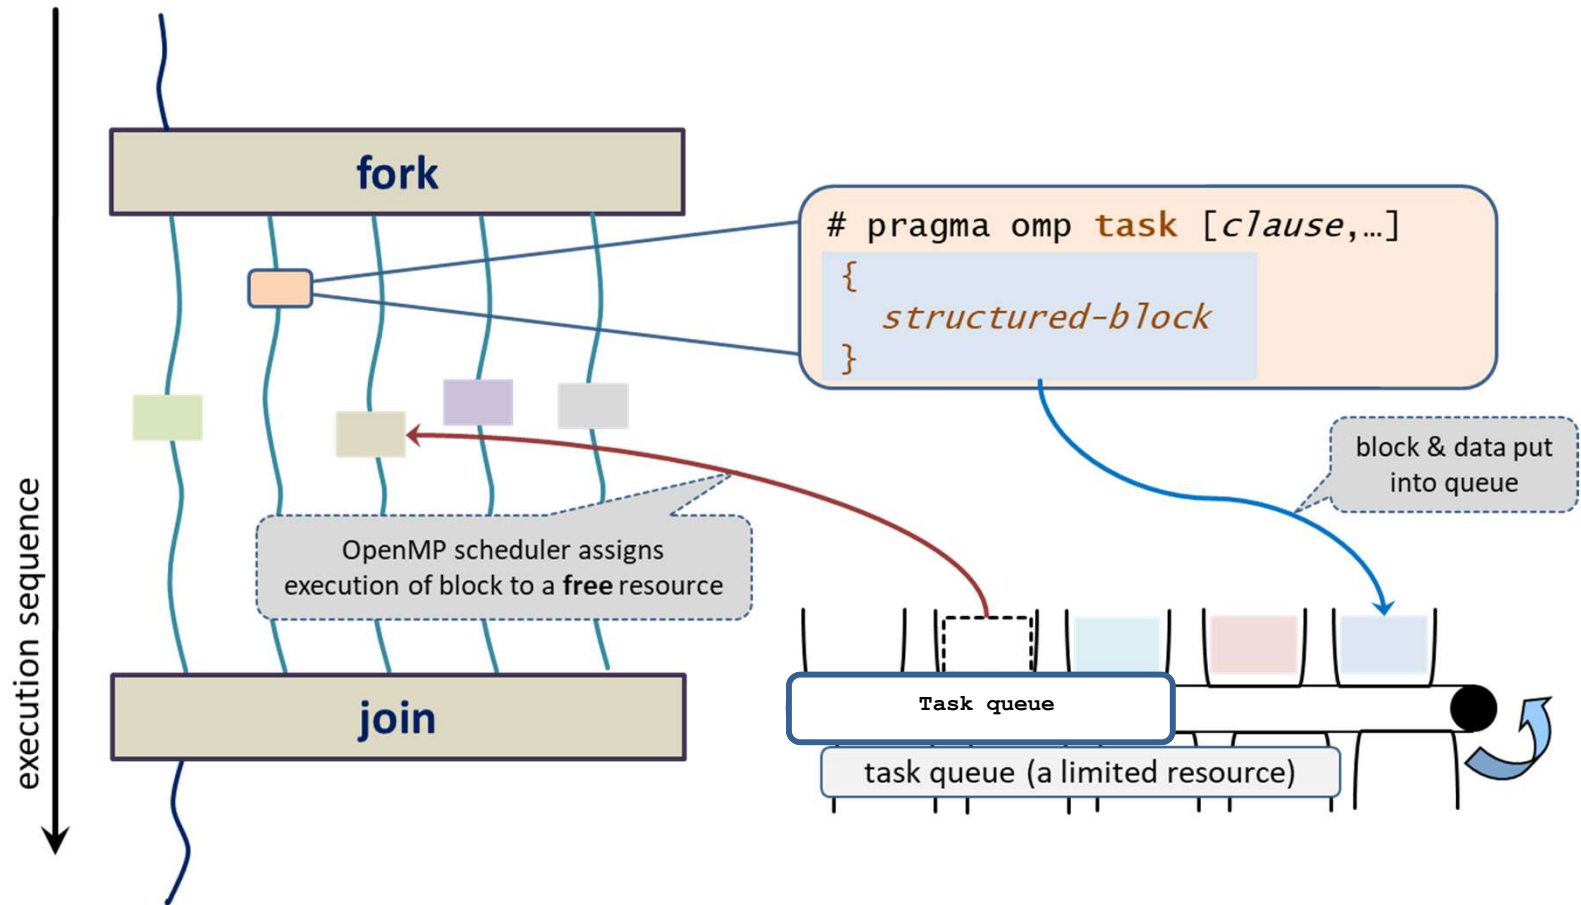 execution sequence
fork
# pragma omp task [clause,…]
{
structured-block
}
block & data put
into queue
OpenMP scheduler assigns
execution of block to a free resource
join
Task queue
task queue (a limited resource)